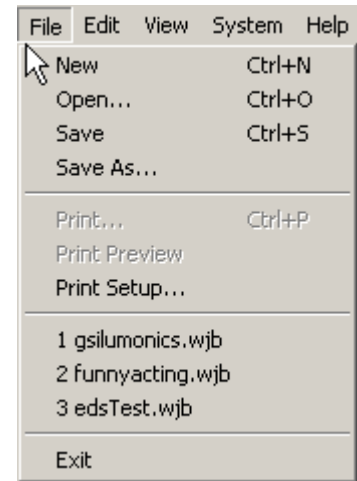 File Edit View System Help
New Ctrl+N
Open... Ctrl+O
Save Ctrl+S
Save As...
Print... Ctrl+P
Print Preview
Print Setup...
1 gsilumonics.wjb
2 funnyacting.wjb
3 edsTest.wjb
Exit